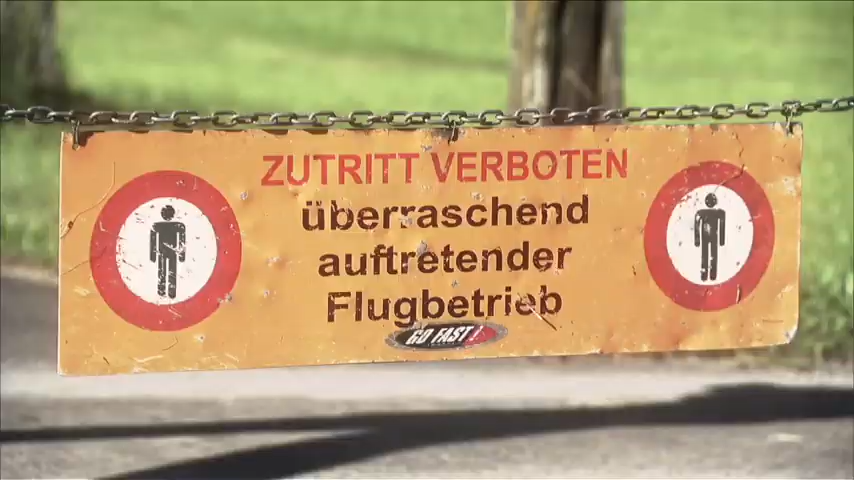 ZUTRITT VERBOTEN
überraschend
auftretender
Flugbetrieb
GO FAST!